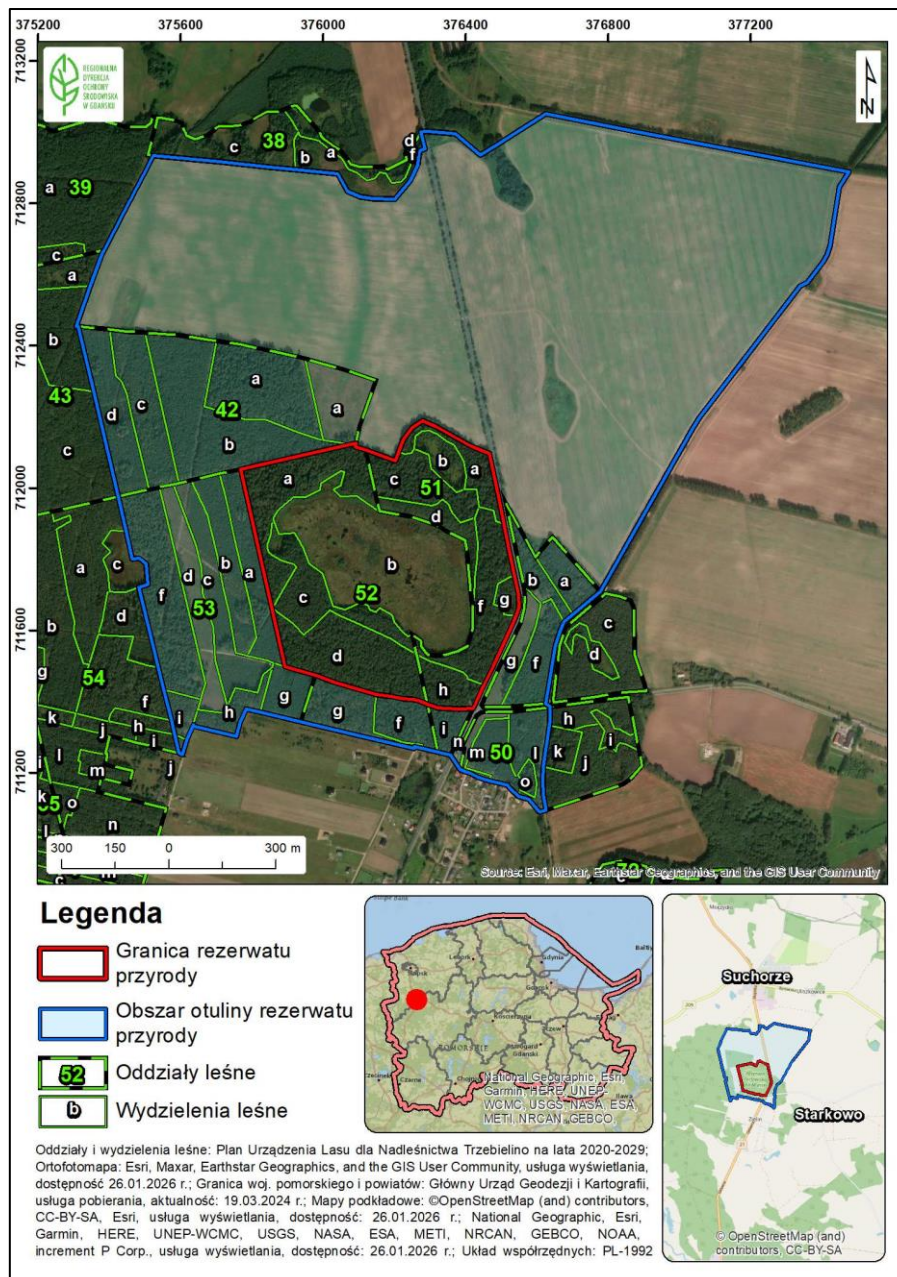 375200 375600 376000 376400 376800 377200
713200
712800
712400
712000
711600
711200
REGIONALNA
DYREKCJA
OCHRONY
ŚRODOWISKA
W GDAŃSKU
N
38
c
b
a
d
f
39
a
c
a
b
43
c
d
c
42
a
a
b
a
c
51
b
a
d
b
52
c
d
f
g
h
a
c
d
b
54
f
53
d
c
b
a
f
b
a
g
f
c
d
g
k
j
h
i
i
h
g
g
f
i
n
m
50
l
o
h
k
j
i
l
m
j
o
n
300 150 0 300 m
Source: Esri, Maxar, Earthstar Geographics, and the GIS User Community
Legenda
Granica rezerwatu
przyrody
Obszar otuliny rezerwatu
przyrody
52 Oddziały leśne
b Wydzielenia leśne
National Geographic, Esri,
Garmin, HERE, UNEP-
WCMC, USGS, NASA, ESA,
METI, NRCAN, GEBCO,
Suchorze
Starkowo
© OpenStreetMap (and)
contributors, CC-BY-SA
Oddziały i wydzielenia leśne: Plan Urządzenia Lasu dla Nadleśnictwa Trzebielino na lata 2020-2029;
Ortofotomapa: Esri, Maxar, Earthstar Geographics, and the GIS User Community, usługa wyświetlania,
dostępność 26.01.2026 r.; Granica woj. pomorskiego i powiatów: Główny Urząd Geodezji i Kartografii,
usługa pobierania, aktualność: 19.03.2024 r.; Mapy podkładowe: ©OpenStreetMap (and) contributors,
CC-BY-SA, Esri, usługa wyświetlania, dostępność: 26.01.2026 r.; National Geographic, Esri,
Garmin, HERE, UNEP-WCMC, USGS, NASA, ESA, METI, NRCAN, GEBCO, NOAA,
increment P Corp., usługa wyświetlania, dostępność: 26.01.2026 r.; Układ współrzędnych: PL-1992